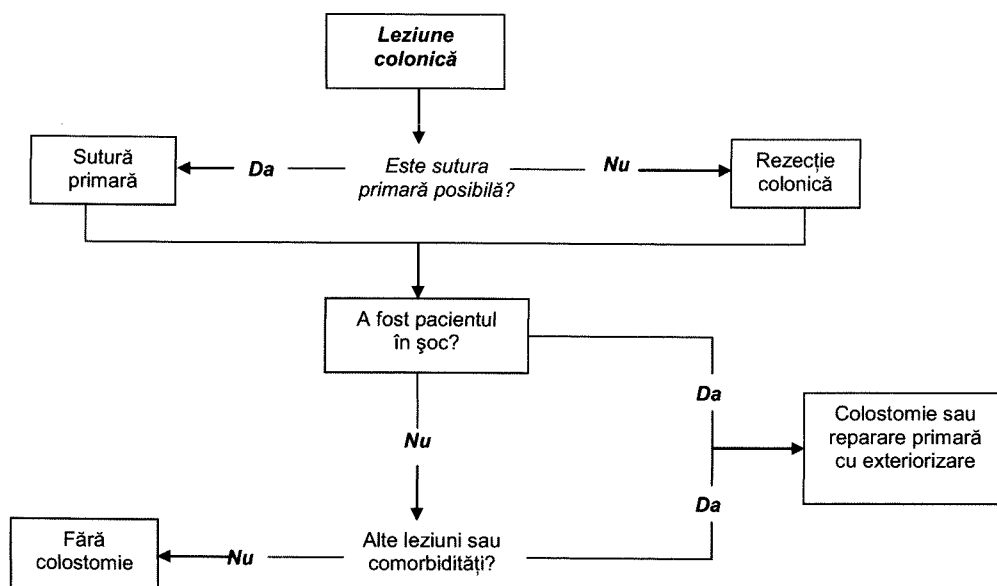 Leziune
colonică
Sutură
primară
Da
Este sutura
primară posibilă?
Nu
Rezecție
colonică
A fost pacientul
în şoc?
Da
Nu
Colostomie sau
reparare primară
cu exteriorizare
Da
Fără
colostomie
Nu
Alte leziuni sau
comorbidități?